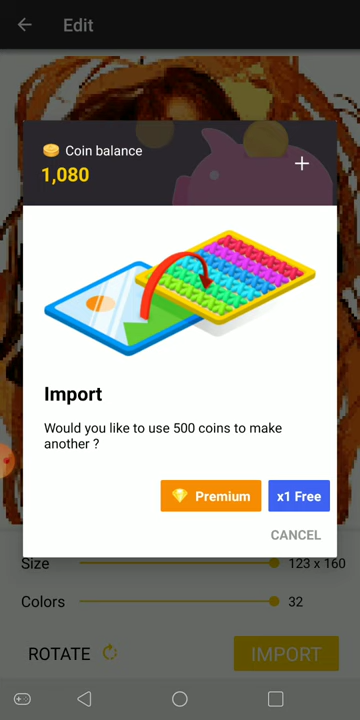 Edit
Coin balance
1,080
Import
Would you like to use 500 coins to make
another ?
Premium
x1 Free
CANCEL
Size
123 x 160
Colors
32
ROTATE
IMPORT